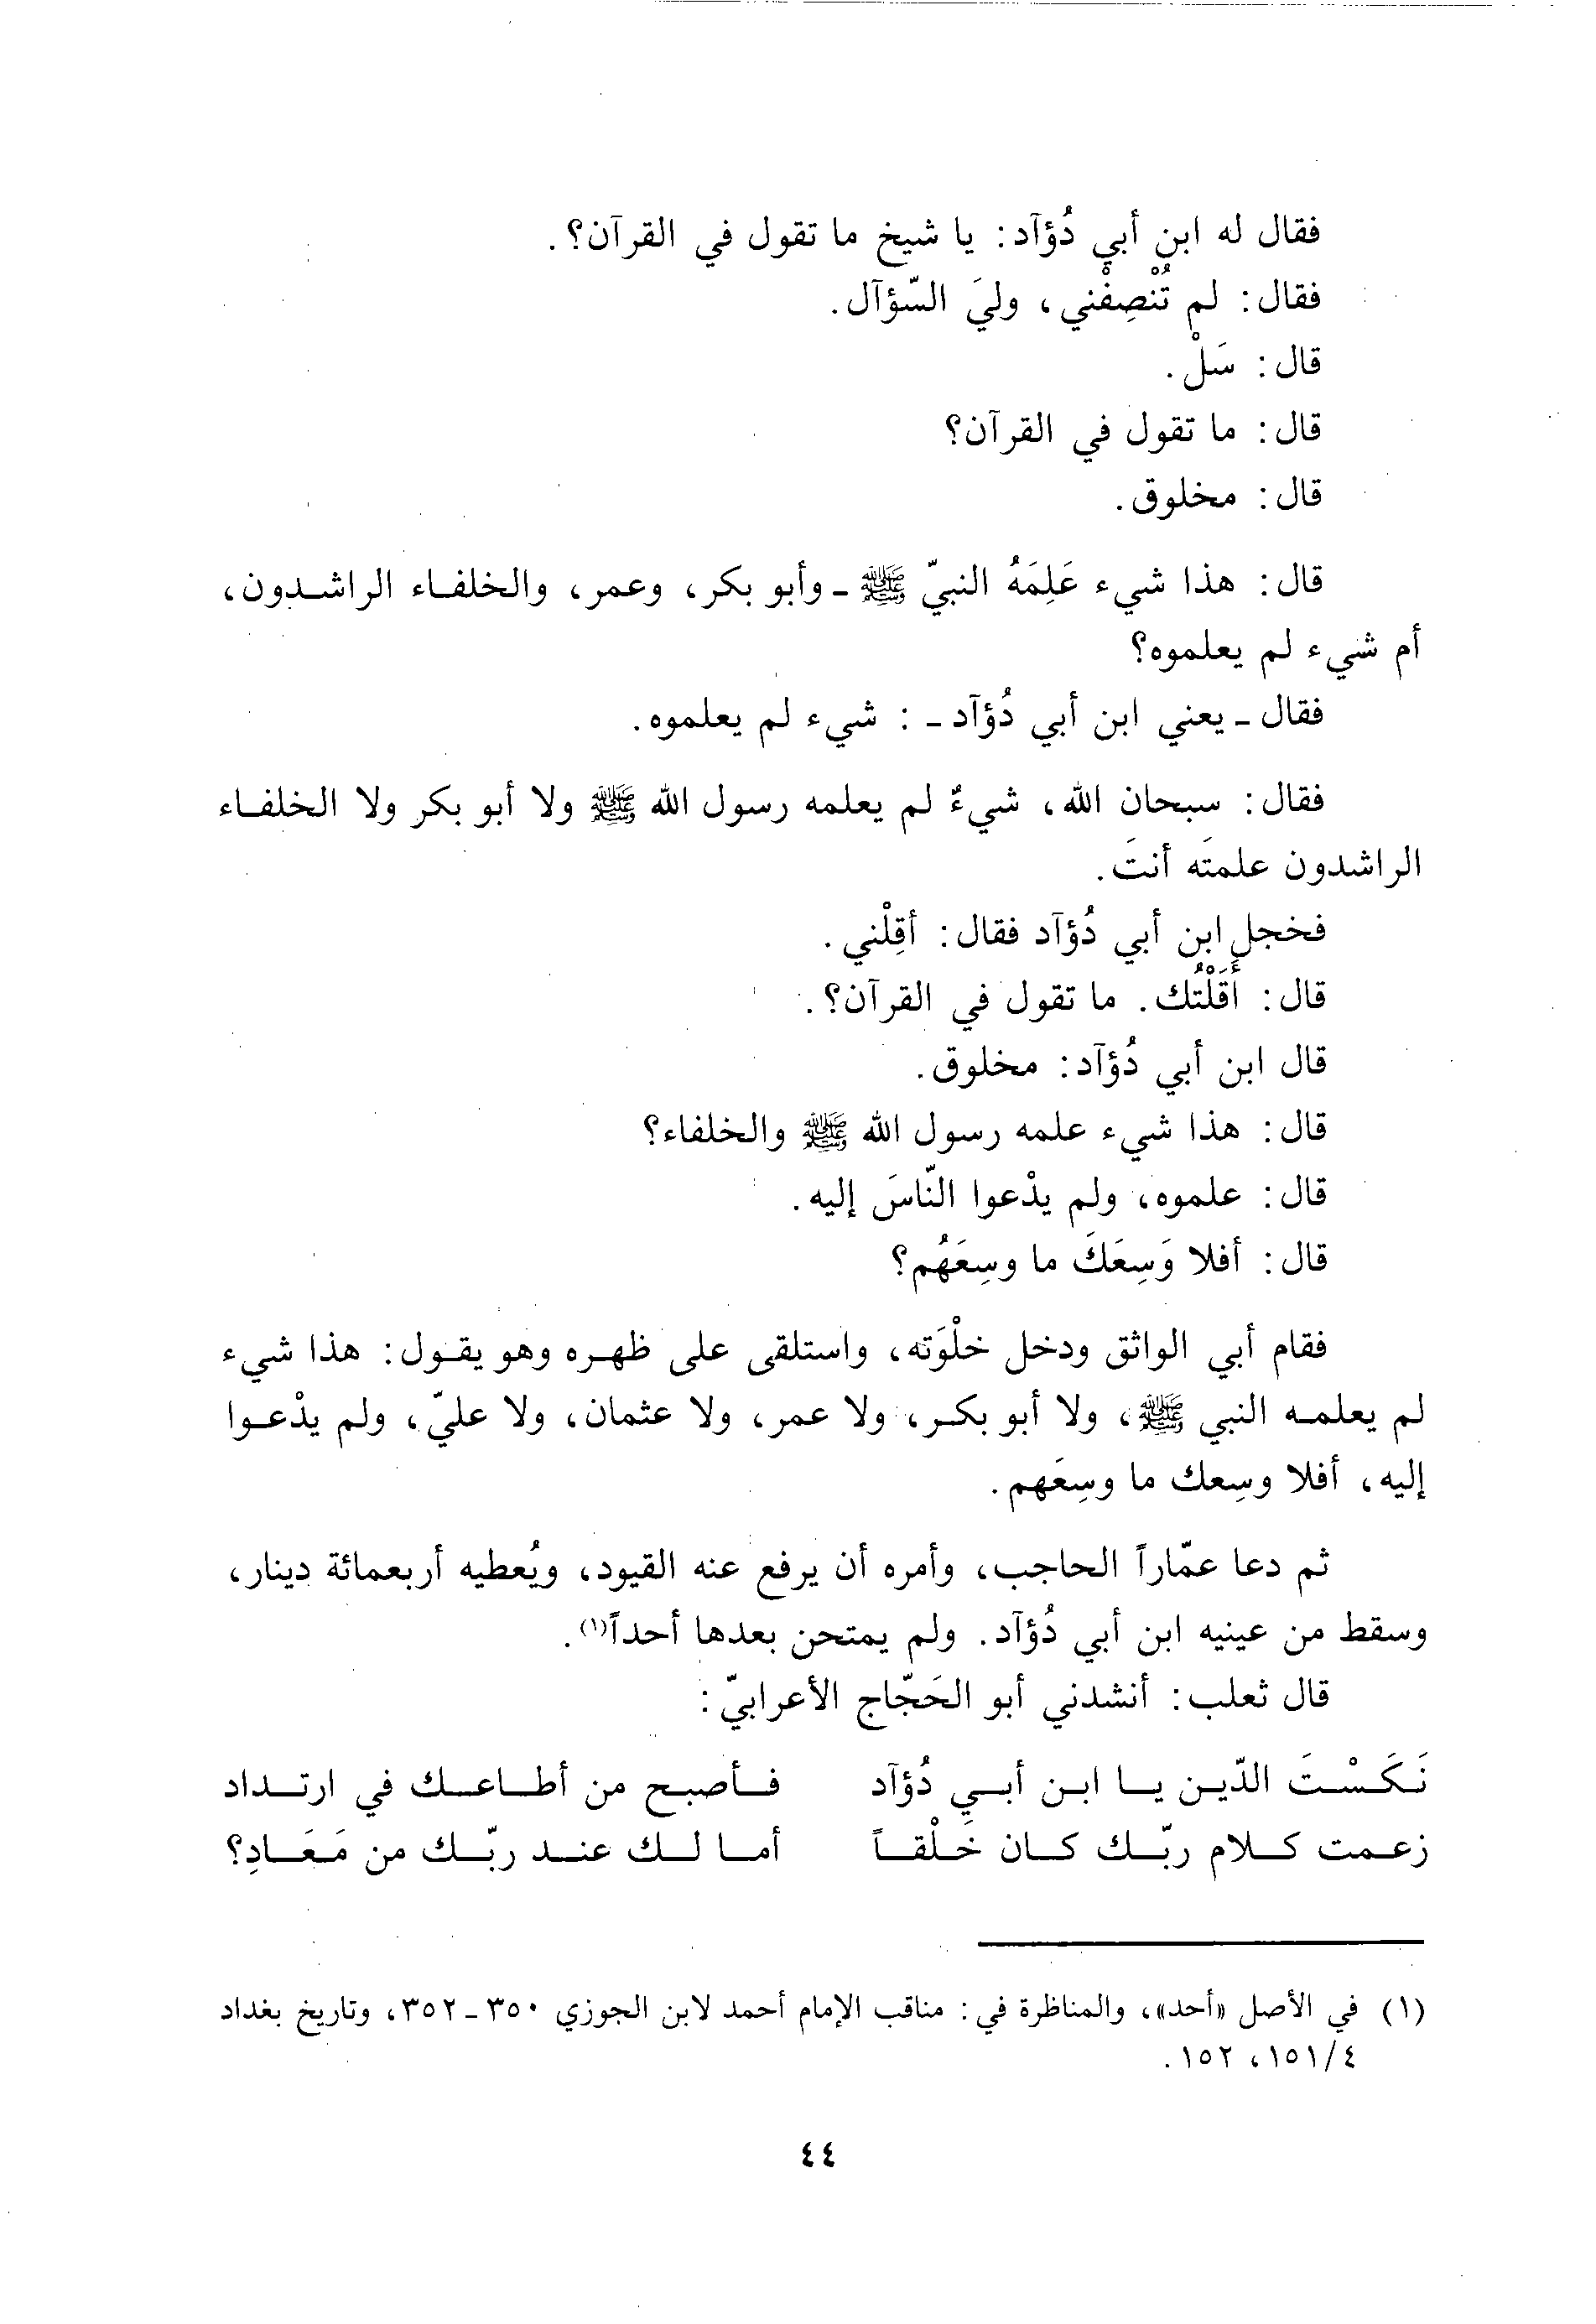 فقال له ابن أبي دُؤآد: يا شيخ ما تقول في القرآن؟.
فقال: لم تُنْصِفْني، وليَ السّؤآل.
قال: سَلْ.
قال: ما تقول في القرآن؟
قال: مخلوق.
قال: هذا شيء عَلِمَهُ النبيّ ﷺ ـ وأبو بكر، وعمر، والخلفاء الراشدون،
أم شيء لم يعلموه؟
فقال ـ يعني ابن أبي دُؤآد ـ : شيء لم يعلموه.
فقال: سبحان الله، شيءٌ لم يعلمه رسول الله ﷺ ولا أبو بكر ولا الخلفاء
الراشدون علمتَه أنتَ.
فخجل ابن أبي دُؤآد فقال: أقِلْني.
قال: أَقَلْتُك. ما تقول في القرآن؟.
قال ابن أبي دُؤآد: مخلوق.
قال: هذا شيء علمه رسول الله ﷺ والخلفاء؟
قال: علموه، ولم يدْعوا النّاسَ إليه.
قال: أفلا وَسِعَكَ ما وسِعَهُم؟
فقام أبي الواثق ودخل خلْوَته، واستلقى على ظهره وهو يقول: هذا شيء
لم يعلمه النبي ﷺ، ولا أبو بكر، ولا عمر، ولا عثمان، ولا عليّ، ولم يدْعوا
إليه، أفلا وسِعك ما وسِعَهم.
ثم دعا عمّاراً الحاجب، وأمره أن يرفع عنه القيود، ويُعطيه أربعمائة دينار،
وسقط من عينيه ابن أبي دُؤآد. ولم يمتحن بعدها أحداً(١).
قال ثعلب: أنشدني أبو الحَجّاج الأعرابيّ:
نَكَسْتَ الدّين يا ابن أبي دُؤآد فأصبح من أطاعك في ارتداد
زعمت كلام ربّك كان خَلْقاً أما لك عند ربّك من مَعَادِ؟
(١) في الأصل «أحد»، والمناظرة في: مناقب الإمام أحمد لابن الجوزي ٣٥٠ ـ ٣٥٢، وتاريخ بغداد
٤/ ١٥١، ١٥٢.
٤٤